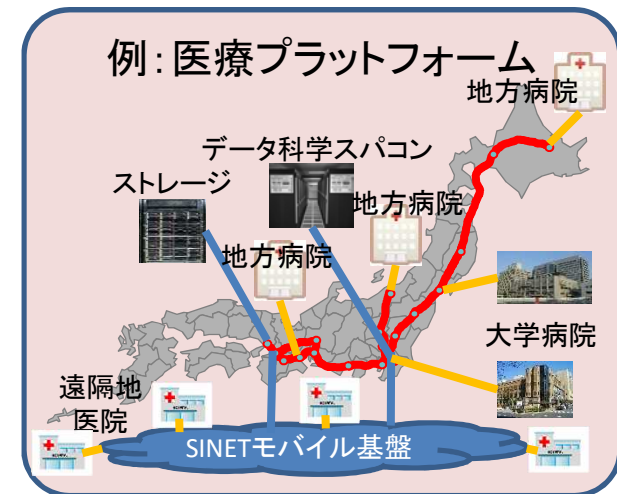 例：医療プラットフォーム
地方病院
データ科学スパコン
ストレージ
地方病院
地方病院
大学病院
遠隔地
医院
SINETモバイル基盤